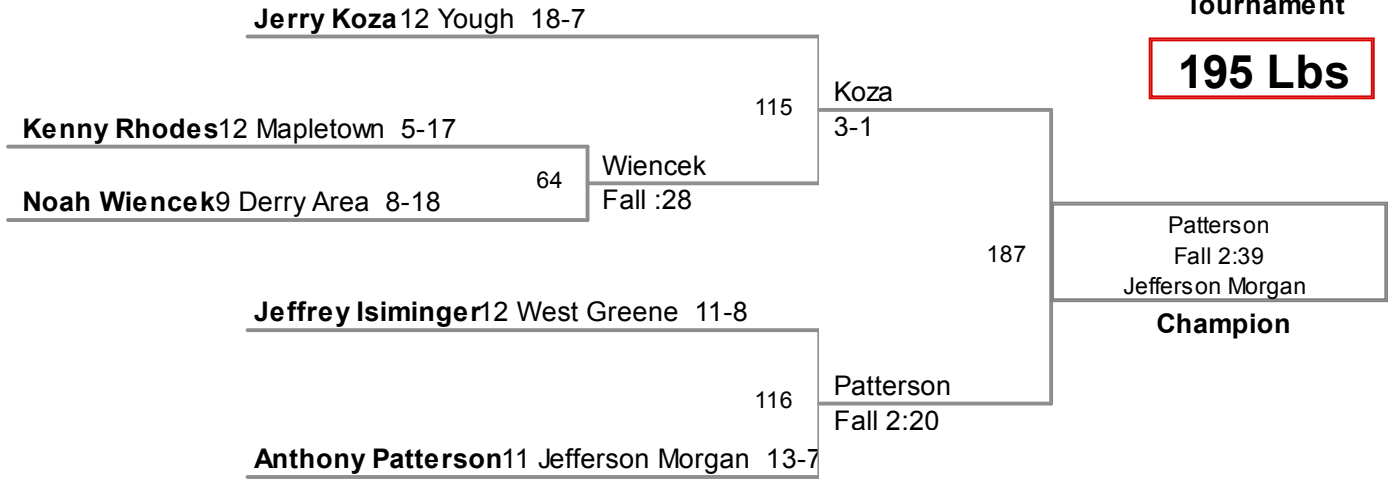 Tournament
195 Lbs
Jerry Koza12 Yough 18-7
115
Koza
3-1
Kenny Rhodes12 Mapletown 5-17
64
Wiencek
Fall :28
Noah Wiencek9 Derry Area 8-18
187
Patterson
Fall 2:39
Jefferson Morgan
Champion
Jeffrey Isiminger12 West Greene 11-8
116
Patterson
Fall 2:20
Anthony Patterson11 Jefferson Morgan 13-7